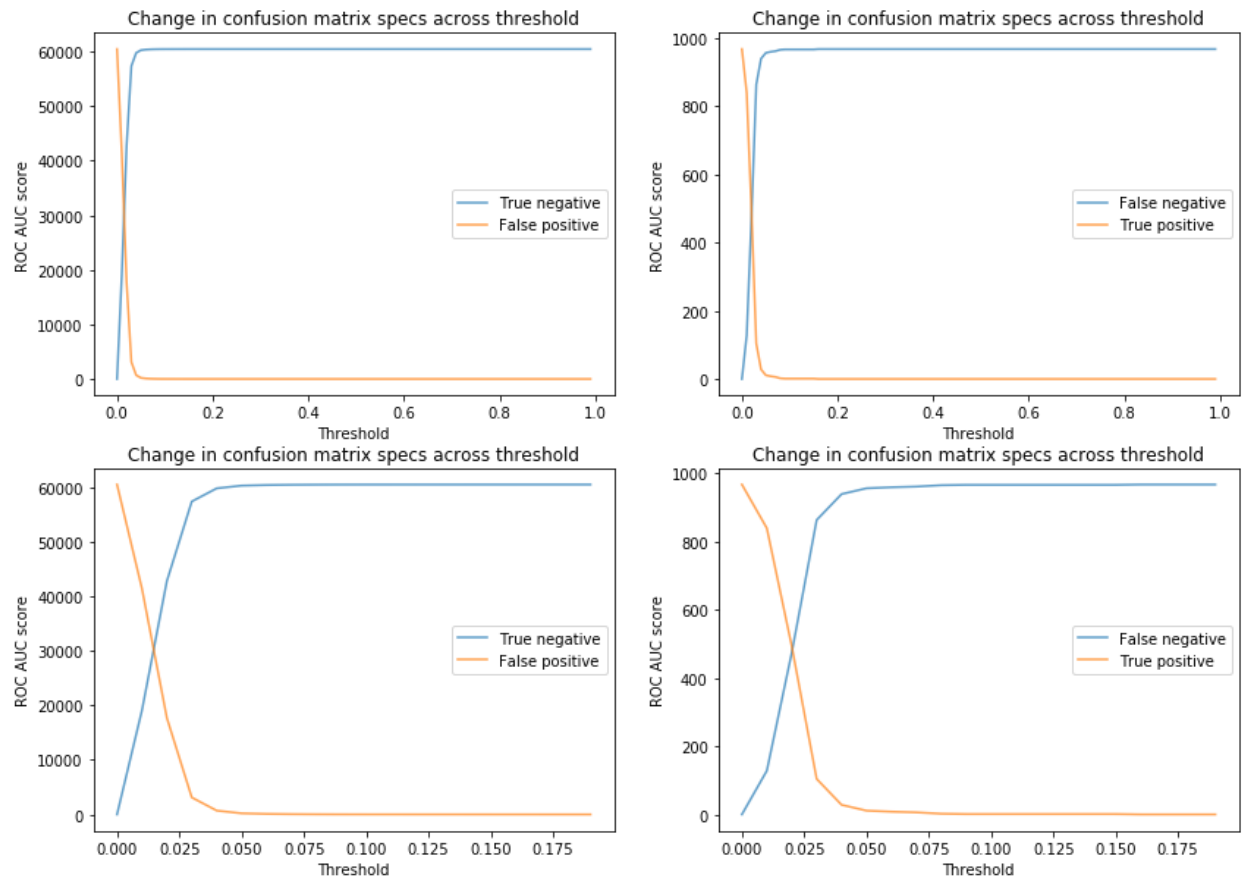 Change in confusion matrix specs across threshold
60000
50000
40000
30000
20000
10000
0
ROC AUC score
True negative
False positive
0.0
0.2
0.4
0.6
0.8
1.0
Threshold
Change in confusion matrix specs across threshold
1000
800
600
400
200
0
ROC AUC score
False negative
True positive
0.0
0.2
0.4
0.6
0.8
1.0
Threshold
Change in confusion matrix specs across threshold
60000
50000
40000
30000
20000
10000
0
ROC AUC score
True negative
False positive
0.000
0.025
0.050
0.075
0.100
0.125
0.150
0.175
Threshold
Change in confusion matrix specs across threshold
1000
800
600
400
200
0
ROC AUC score
False negative
True positive
0.000
0.025
0.050
0.075
0.100
0.125
0.150
0.175
Threshold